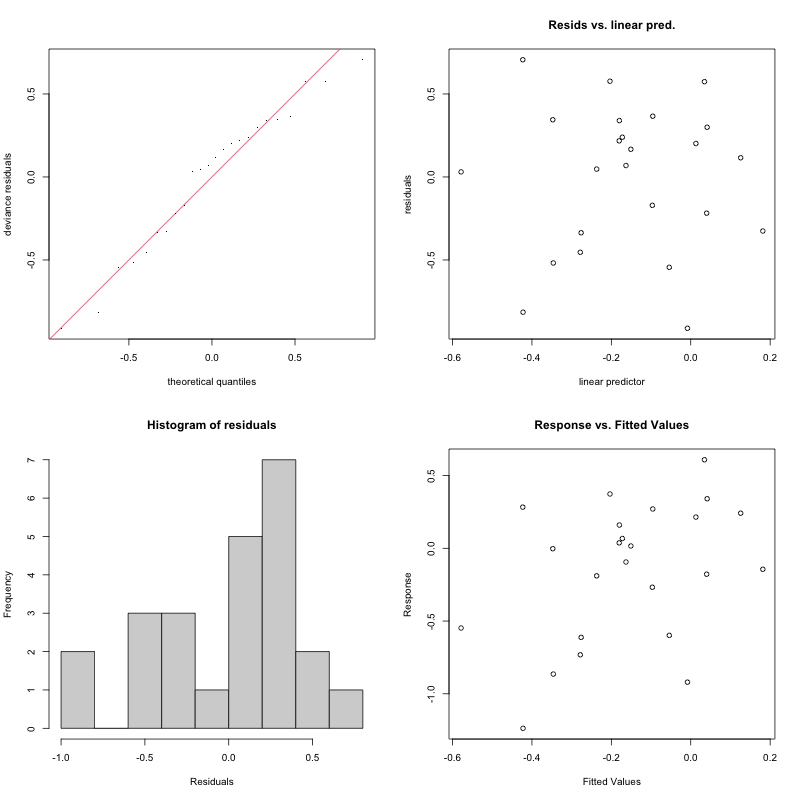 deviance residuals
0.5
0.0
-0.5
-0.5 0.0 0.5
theoretical quantiles
Resids vs. linear pred.
residuals
0.5
0.0
-0.5
-0.6 -0.4 -0.2 0.0 0.2
linear predictor
Histogram of residuals
Frequency
7
6
5
4
3
2
1
0
-1.0 -0.5 0.0 0.5
Residuals
Response vs. Fitted Values
Response
0.5
0.0
-0.5
-1.0
-0.6 -0.4 -0.2 0.0 0.2
Fitted Values